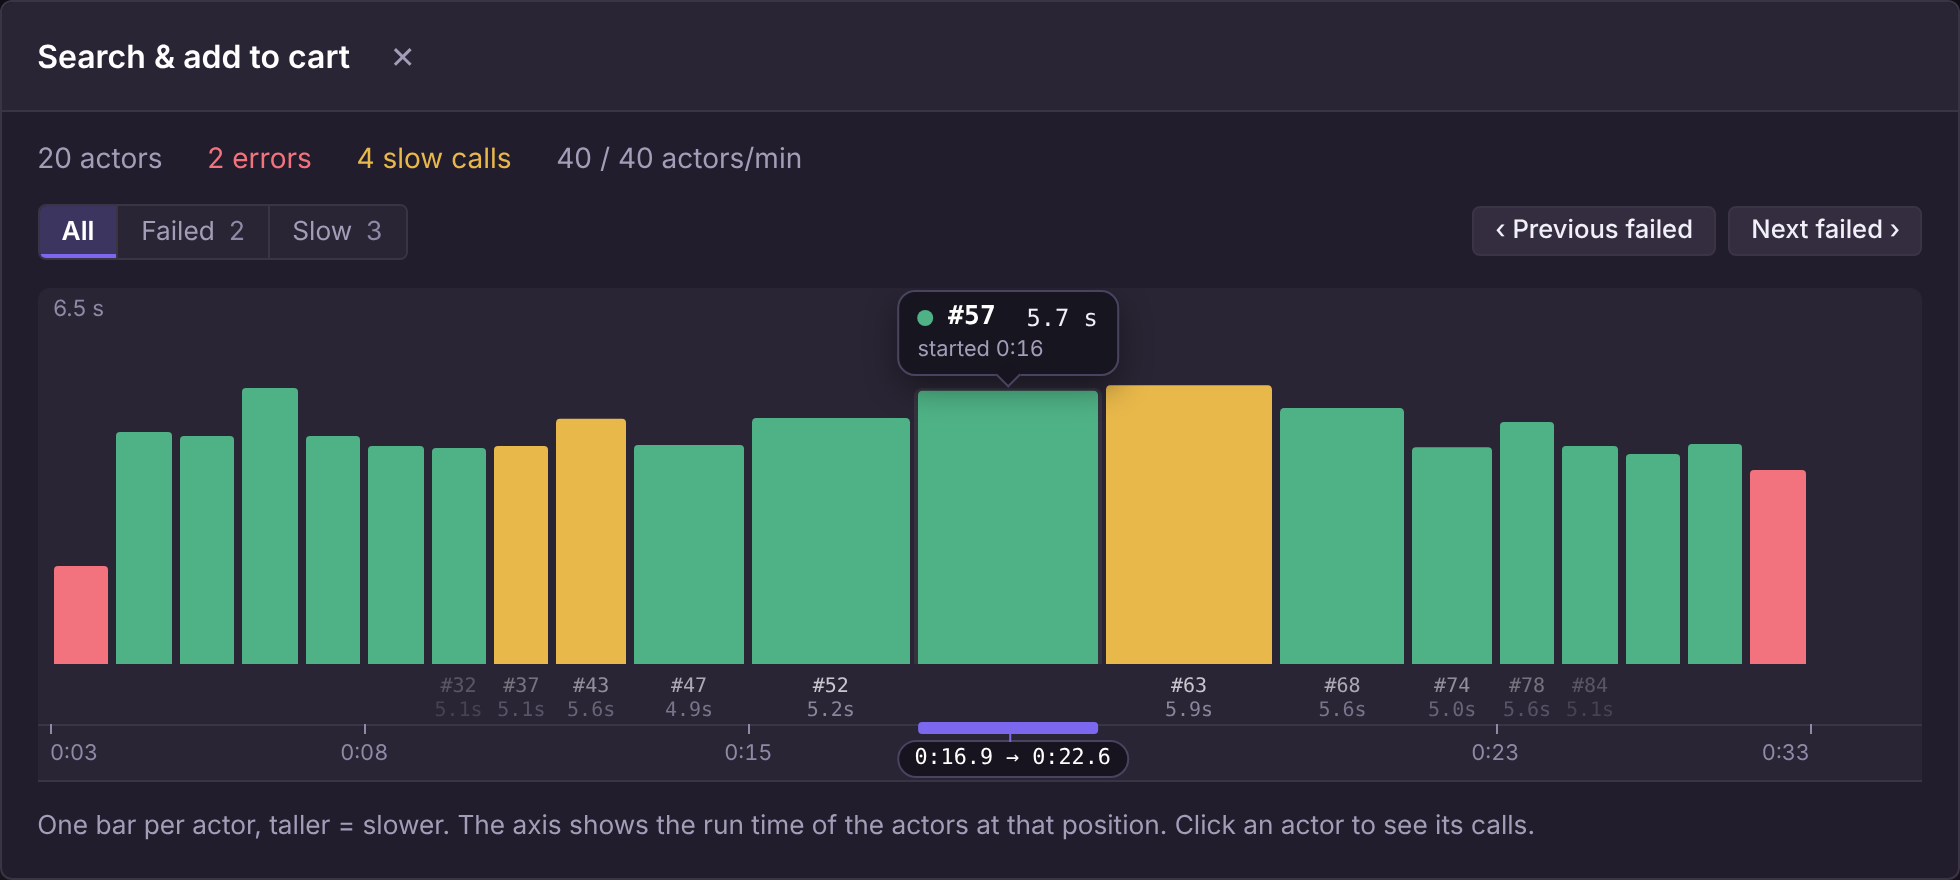 Search & add to cart ✕
20 actors 2 errors 4 slow calls 40 / 40 actors/min
All Failed 2 Slow 3 ‹ Previous failed Next failed ›
6.5 s
#57 5.7 s
started 0:16
#32 #37 #43 #47 #52 #63 #68 #74 #78 #84
5.1s 5.1s 5.6s 4.9s 5.2s 5.9s 5.6s 5.0s 5.6s 5.1s
0:03 0:08 0:15 0:16.9 → 0:22.6 0:23 0:33
One bar per actor, taller = slower. The axis shows the run time of the actors at that position. Click an actor to see its calls.